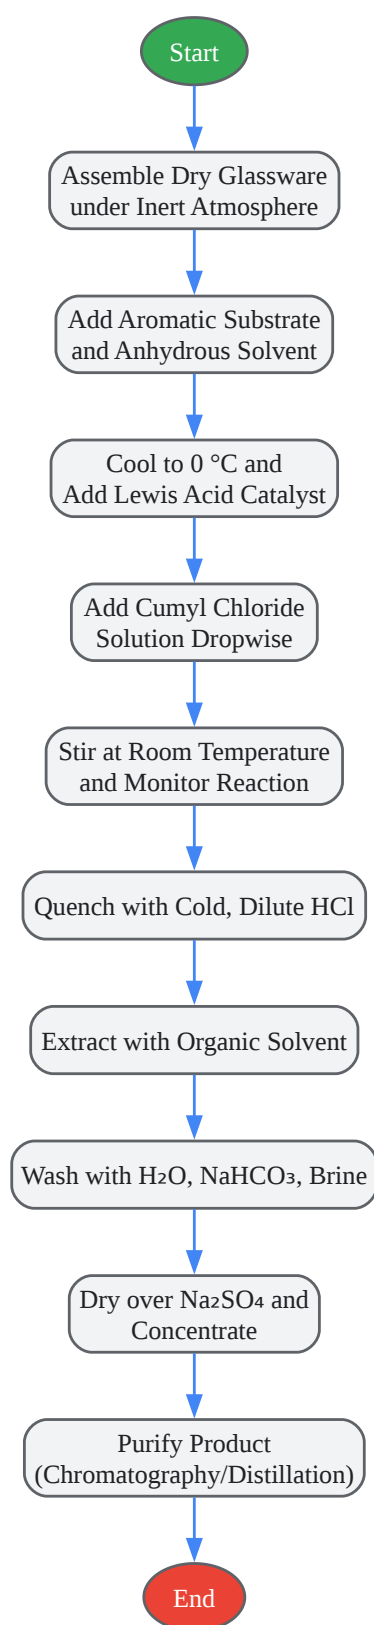 Start
Assemble Dry Glassware
under Inert Atmosphere
Add Aromatic Substrate
and Anhydrous Solvent
Cool to 0 °C and
Add Lewis Acid Catalyst
Add Cumyl Chloride
Solution Dropwise
Stir at Room Temperature
and Monitor Reaction
Quench with Cold, Dilute HCl
Extract with Organic Solvent
Wash with H₂O, NaHCO₃, Brine
Dry over Na₂SO₄ and
Concentrate
Purify Product
(Chromatography/Distillation)
End